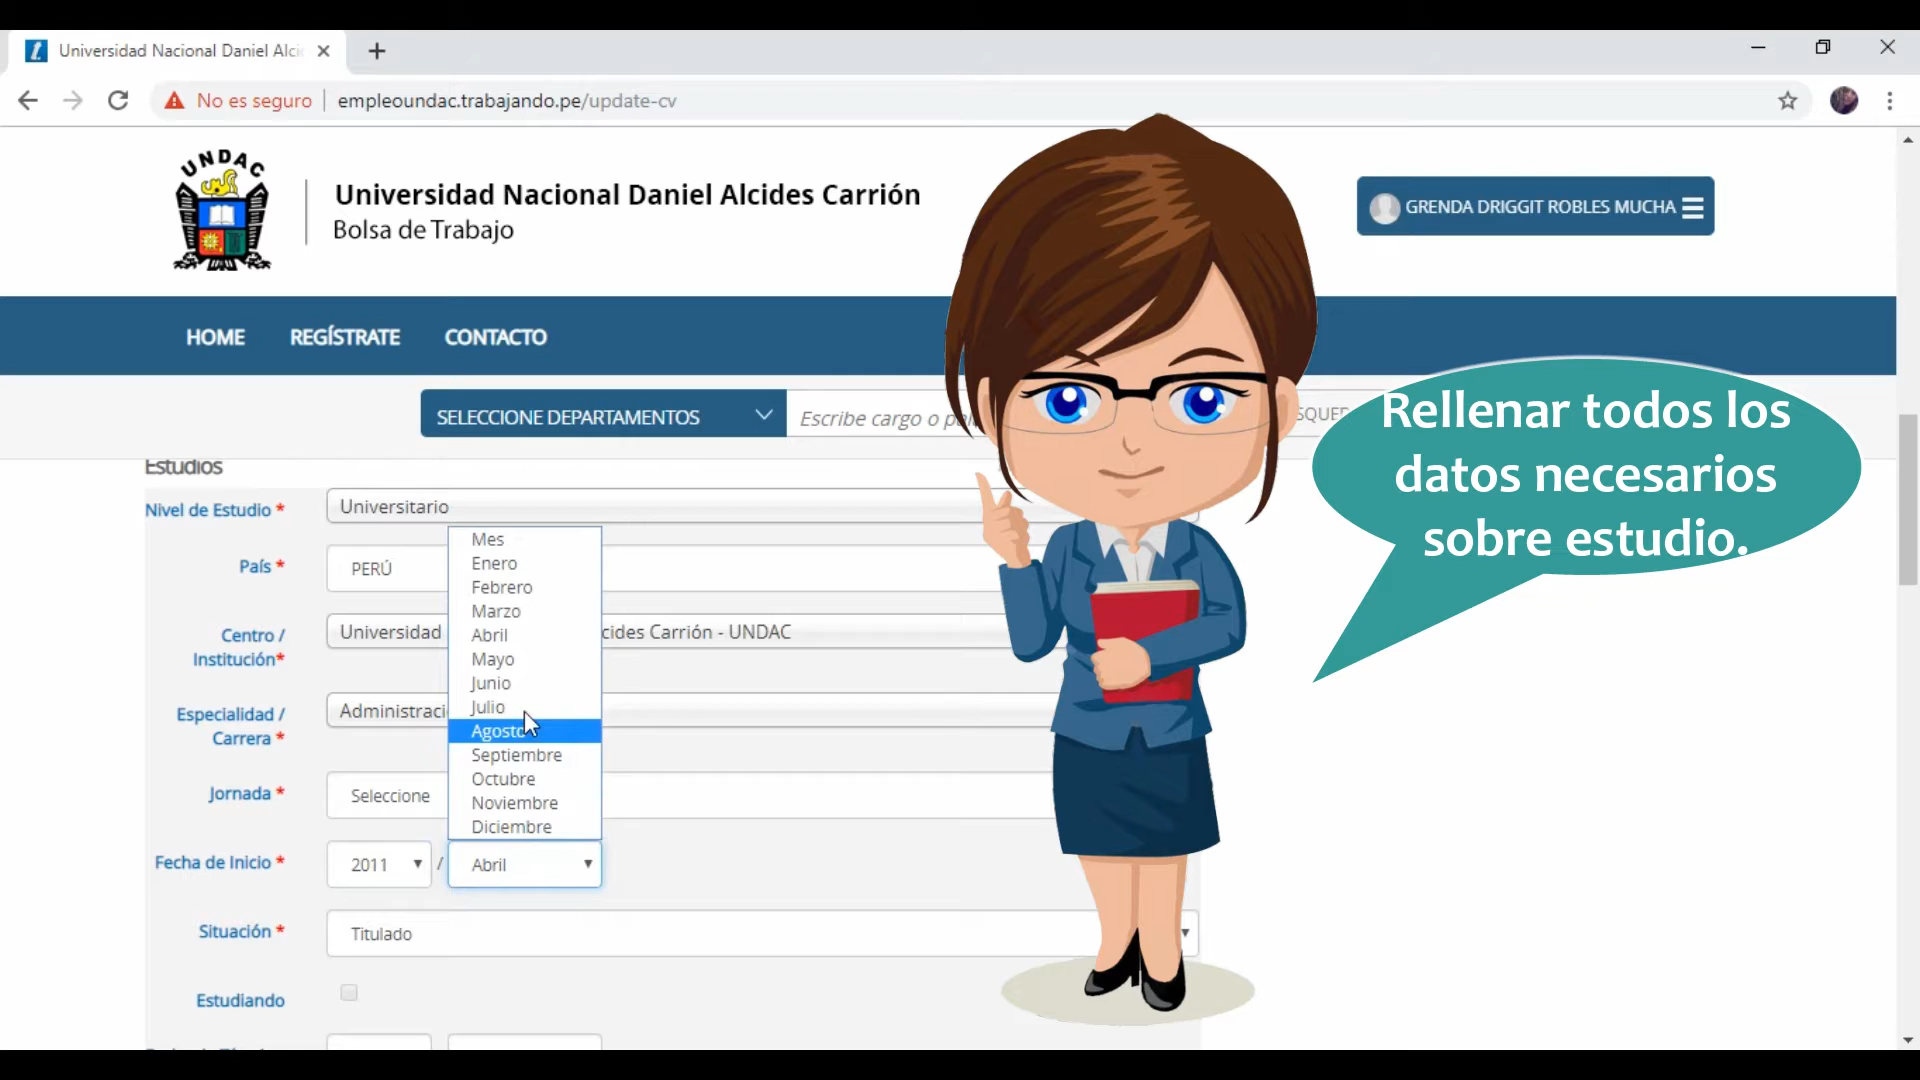 Universidad Nacional Daniel Alci
No es seguro
empleoundac.trabajando.pe/update-cv
UNDAC
Universidad Nacional Daniel Alcides Carrión
Bolsa de Trabajo
GRENDA DRIGGIT ROBLES MUCHA
HOME
REGÍSTRATE
CONTACTO
SELECCIONE DEPARTAMENTOS
Escribe cargo o
Rellenar todos los
datos necesarios
sobre estudio.
Estudios
Nivel de Estudio *
Universitario
País *
PERÚ
Centro /
Institución*
Universidad
cides Carrión - UNDAC
Especialidad /
Carrera *
Administraci
Jornada *
Seleccione
Mes
Enero
Febrero
Marzo
Abril
Mayo
Junio
Julio
Agosto
Septiembre
Octubre
Noviembre
Diciembre
Fecha de Inicio *
2011
/
Abril
Situación *
Titulado
Estudiando